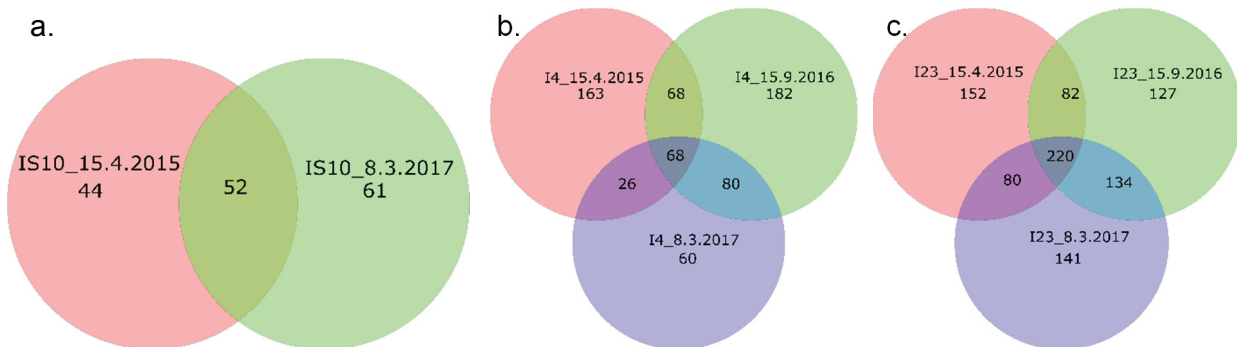 a.
IS10_15.4.2015
44
52
IS10_8.3.2017
61
b.
I4_15.4.2015
163
68
I4_15.9.2016
182
68
26
80
I4_8.3.2017
60
c.
I23_15.4.2015
152
82
I23_15.9.2016
127
220
80
134
I23_8.3.2017
141